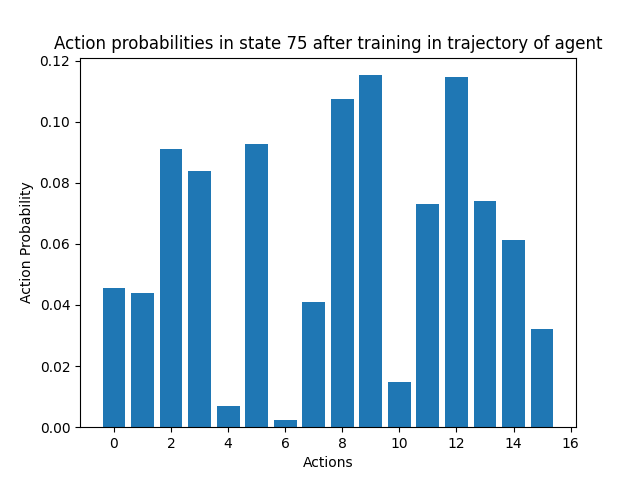 Action probabilities in state 75 after training in trajectory of agent
0.12
0.10
0.08
0.06
0.04
0.02
0.00
Action Probability
0 2 4 6 8 10 12 14 16
Actions